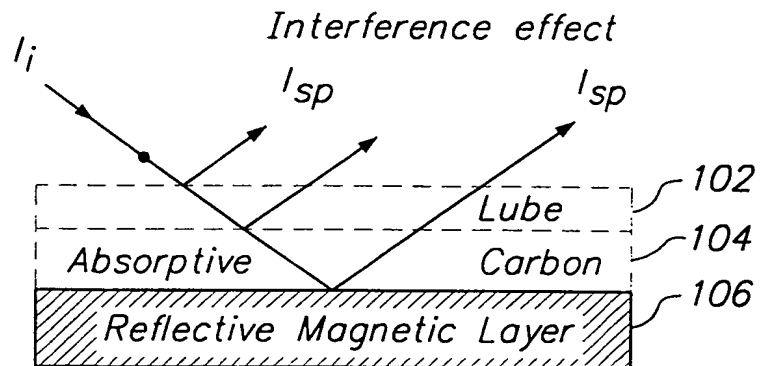 Interference effect
I_i
I_sp
I_sp
102
Lube
104
Absorptive
Carbon
106
Reflective Magnetic Layer